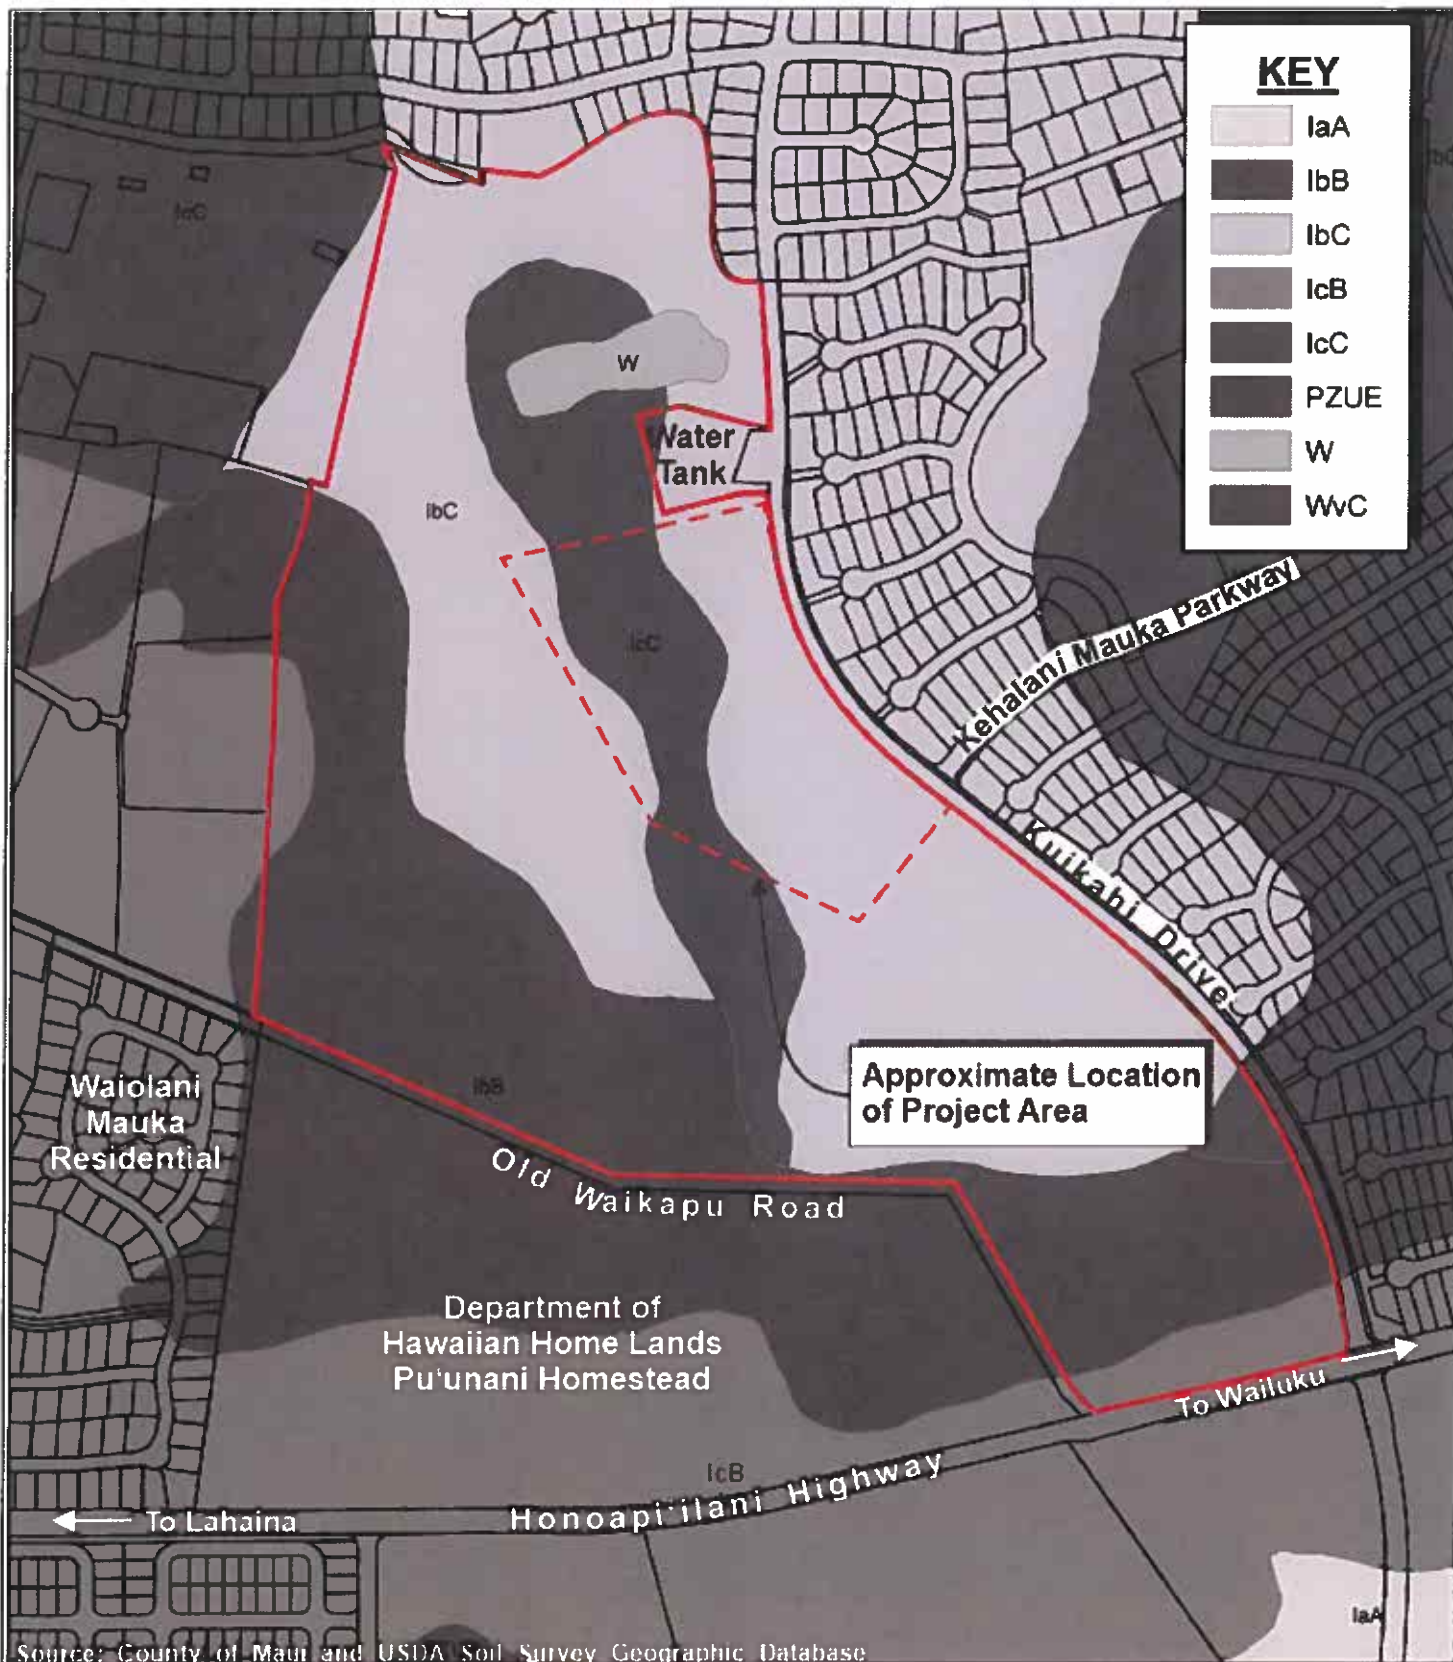 KEY
IaA
IbB
IbC
IcB
IcC
PZUE
W
WvC
IcC
W
Water
Tank
IbC
IcC
Kehalani Mauka Parkway
Kuikahi Drive
Approximate Location
of Project Area
Waiolani
Mauka
Residential
IbB
Old Waikapu Road
Department of
Hawaiian Home Lands
Pu'unani Homestead
To Wailuku
IcB
Honoapi'ilani Highway
To Lahaina
IaA
Source: County of Maui and USDA Soil Survey Geographic Database